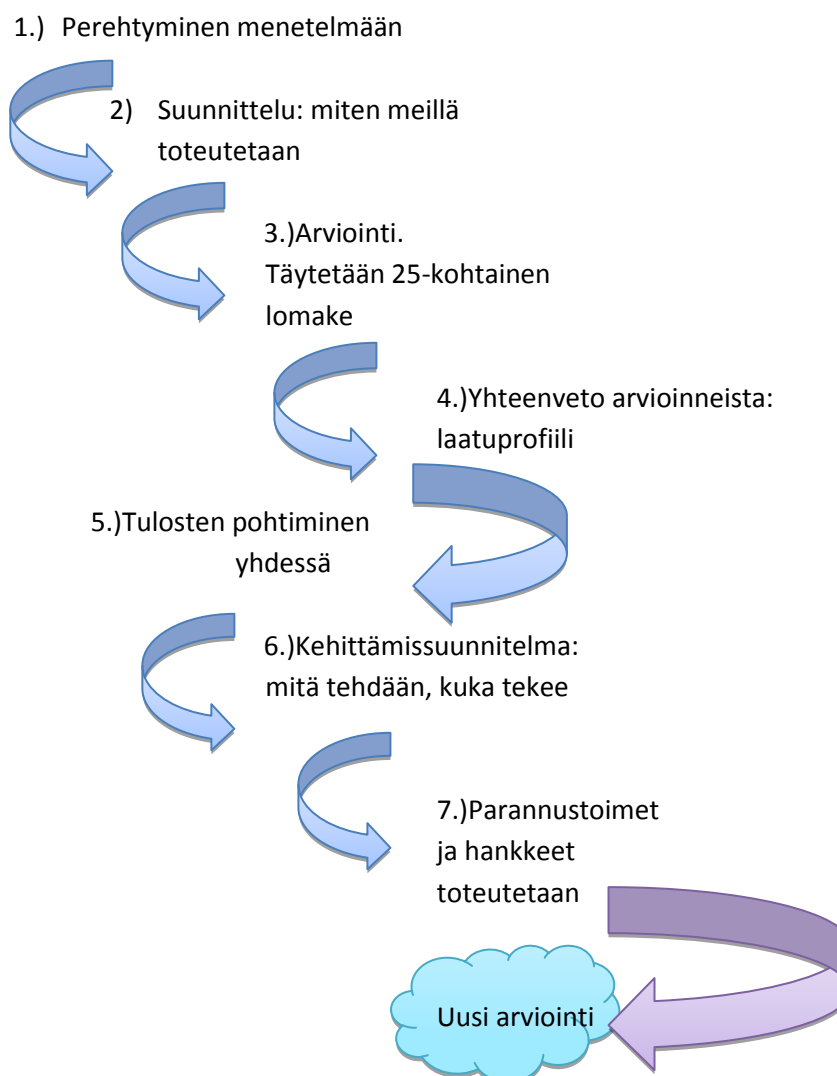 1.) Perehtyminen menetelmään
2) Suunnittelu: miten meillä
toteutetaan
3.)Arviointi.
Täytetään 25-kohtainen
lomake
4.)Yhteenveto arvioinneista:
laatuprofiili
5.)Tulosten pohtiminen
yhdessä
6.)Kehittämissuunnitelma:
mitä tehdään, kuka tekee
7.)Parannustoimet
ja hankkeet
toteutetaan
Uusi arviointi